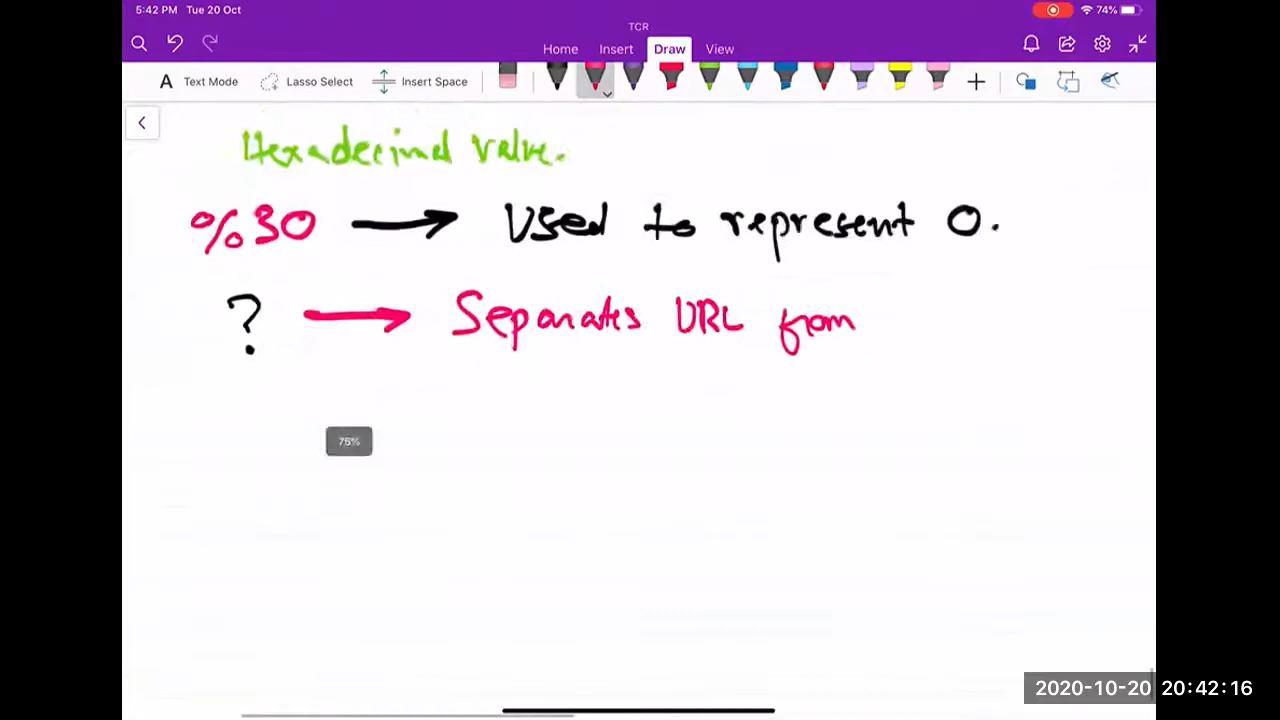 5:42 PM Tue 20 Oct
74%
TCR
Home Insert Draw View
A Text Mode Lasso Select Insert Space
Hexadecimal Value.
%30 → Used to represent 0.
? → Separates URL from
75%
2020-10-20 20:42:16